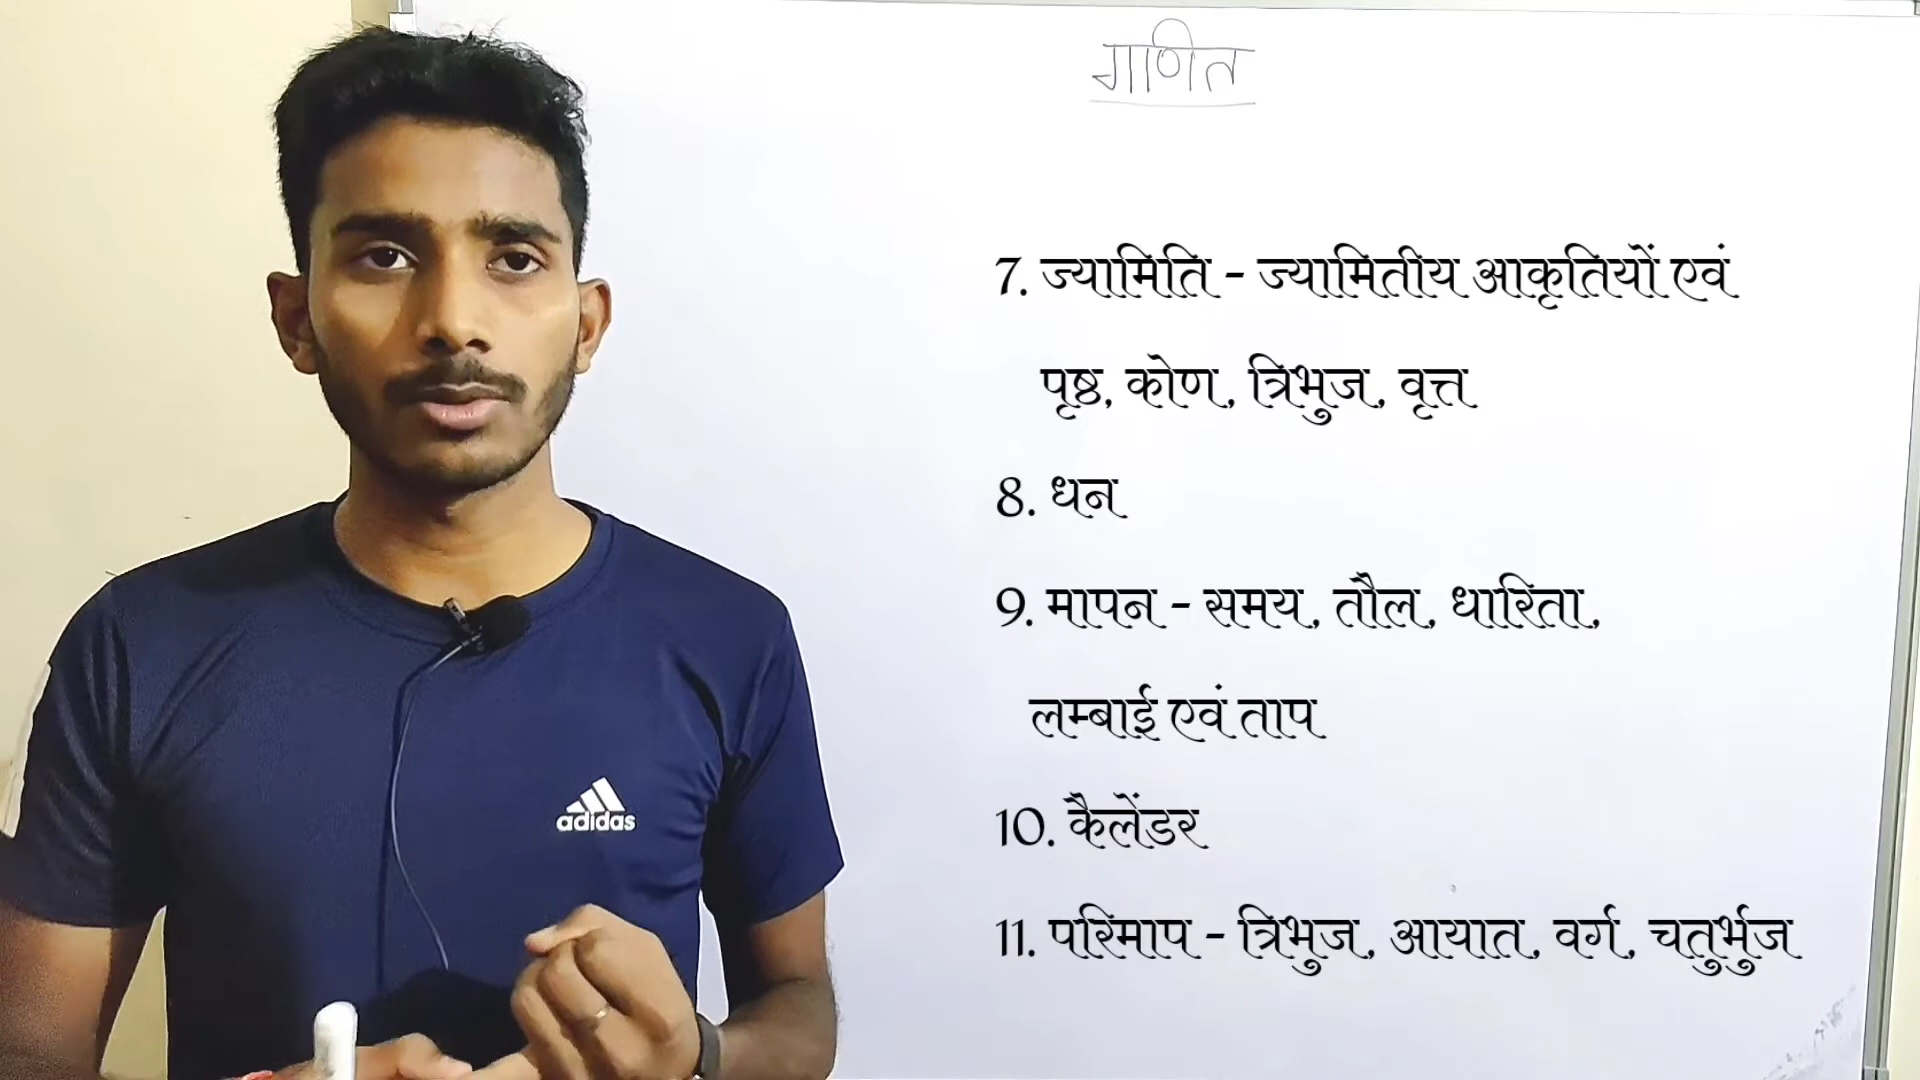 गणित
7. ज्यामिति - ज्यामितीय आकृतियों एवं
पृष्ठ, कोण, त्रिभुज, वृत्त
8. धन
9. मापन - समय, तौल, धारिता,
लम्बाई एवं ताप
10. कैलेंडर
11. परिमाप - त्रिभुज, आयात, वर्ग, चतुर्भुज
adidas